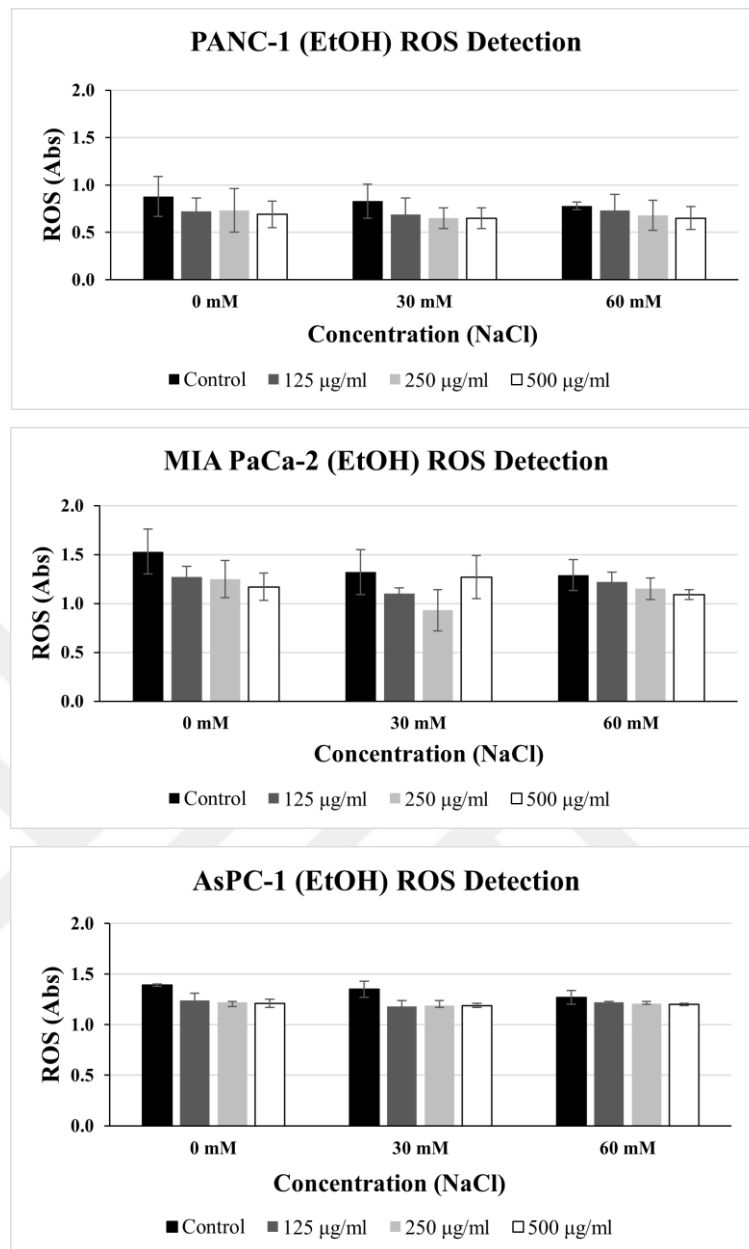 PANC-1 (EtOH) ROS Detection
2.0
1.5
1.0
0.5
0.0
ROS (Abs)
0 mM 30 mM 60 mM
Concentration (NaCl)
Control 125 µg/ml 250 µg/ml 500 µg/ml
MIA PaCa-2 (EtOH) ROS Detection
2.0
1.5
1.0
0.5
0.0
ROS (Abs)
0 mM 30 mM 60 mM
Concentration (NaCl)
Control 125 µg/ml 250 µg/ml 500 µg/ml
AsPC-1 (EtOH) ROS Detection
2.0
1.5
1.0
0.5
0.0
ROS (Abs)
0 mM 30 mM 60 mM
Concentration (NaCl)
Control 125 µg/ml 250 µg/ml 500 µg/ml